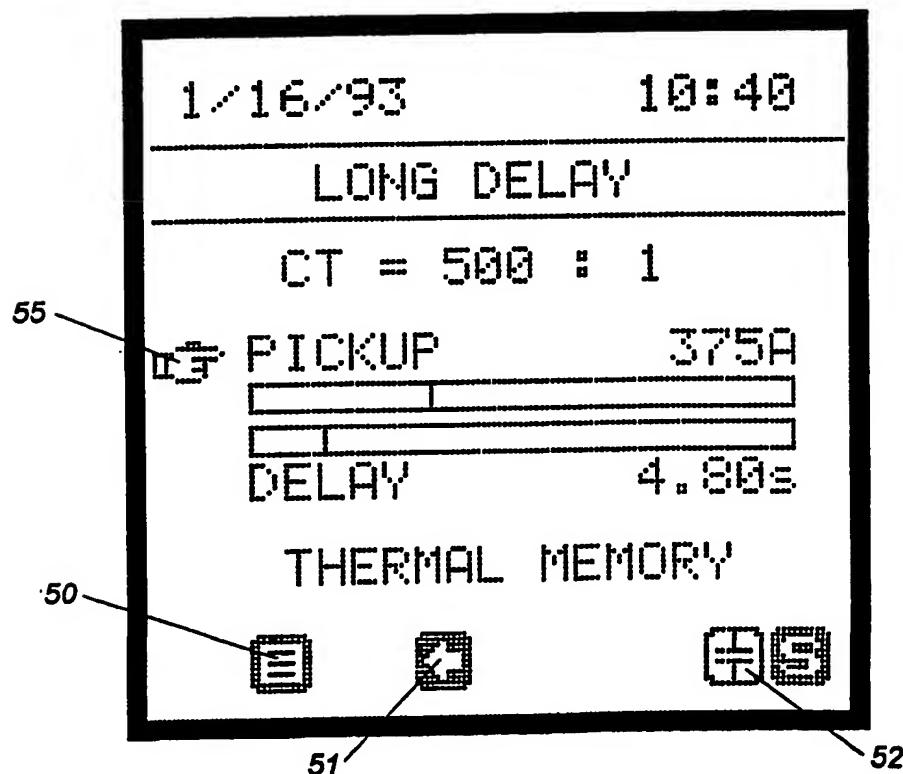 1/16/93 10:40
LONG DELAY
CT = 500 : 1
55
PICKUP 375A
DELAY 4.80s
THERMAL MEMORY
50
S
51
52